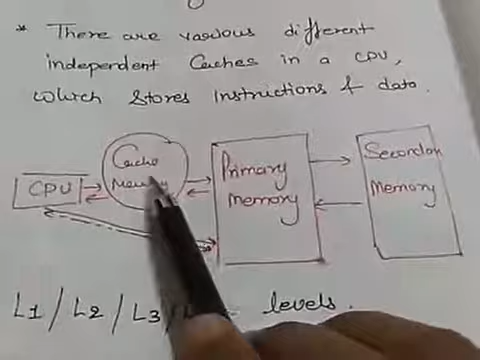 * There are various different
independent Caches in a CPU,
which stores instructions & data.
CPU
Cache
Memory
Primary
Memory
Secondary
Memory
L1 / L2 / L3 / levels.